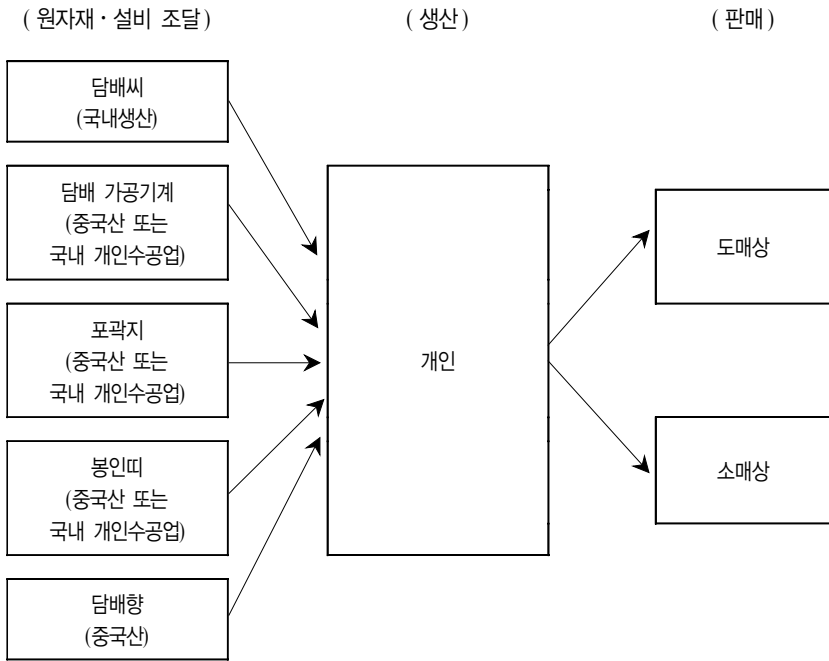 ( 원자재 · 설비 조달 )
( 생산 )
( 판매 )
담배씨
(국내생산)
담배 가공기계
(중국산 또는
국내 개인수공업)
포곽지
(중국산 또는
국내 개인수공업)
봉인띠
(중국산 또는
국내 개인수공업)
담배향
(중국산)
개인
도매상
소매상